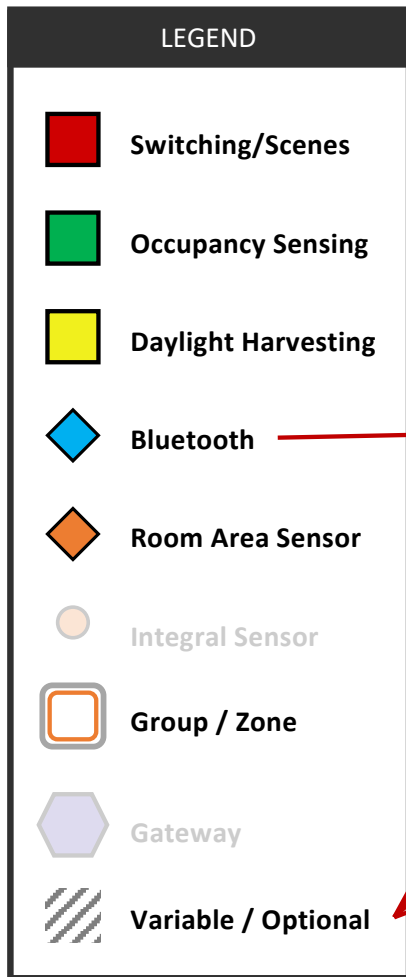 LEGEND
Switching/Scenes
Occupancy Sensing
Daylight Harvesting
Bluetooth
Room Area Sensor
Integral Sensor
Group / Zone
Gateway
Variable / Optional